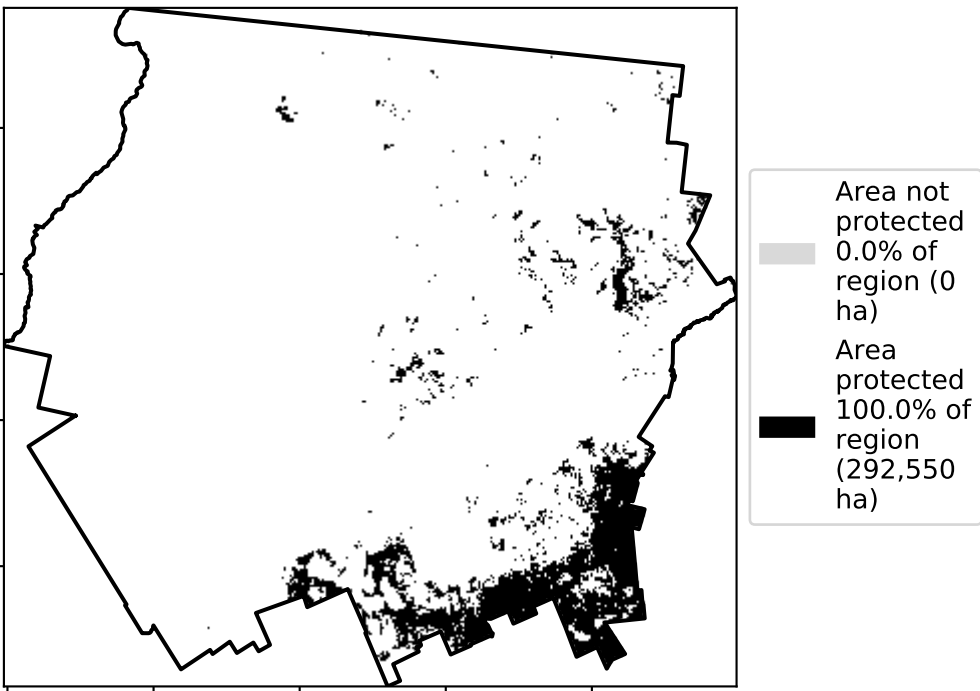 Area not
protected
0.0% of
region (0
ha)
Area
protected
100.0% of
region
(292,550
ha)